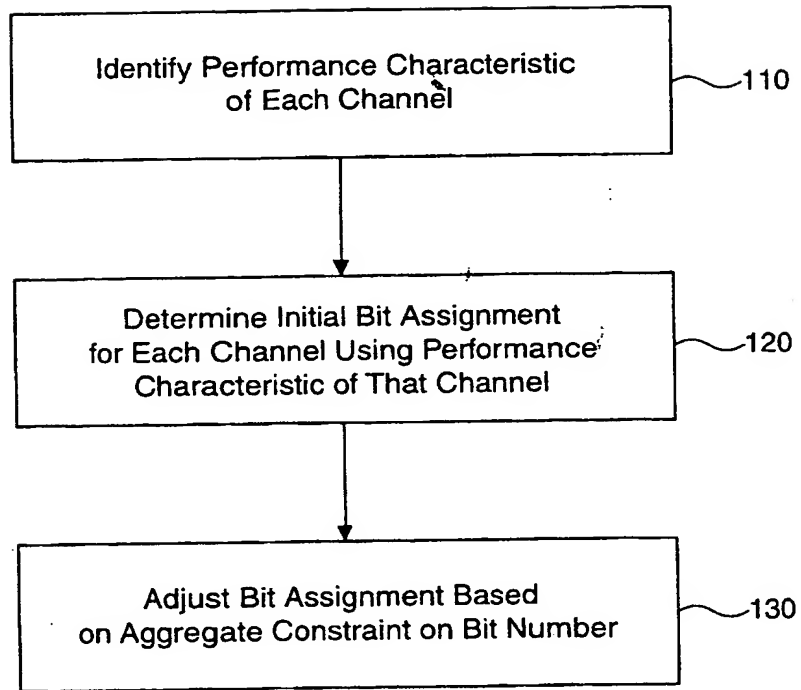 Identify Performance Characteristic
of Each Channel
110
Determine Initial Bit Assignment
for Each Channel Using Performance
Characteristic of That Channel
120
Adjust Bit Assignment Based
on Aggregate Constraint on Bit Number
130